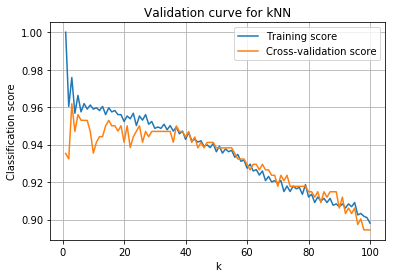 Validation curve for kNN
Training score
Cross-validation score
Classification score
1.00
0.98
0.96
0.94
0.92
0.90
0 20 40 60 80 100
k